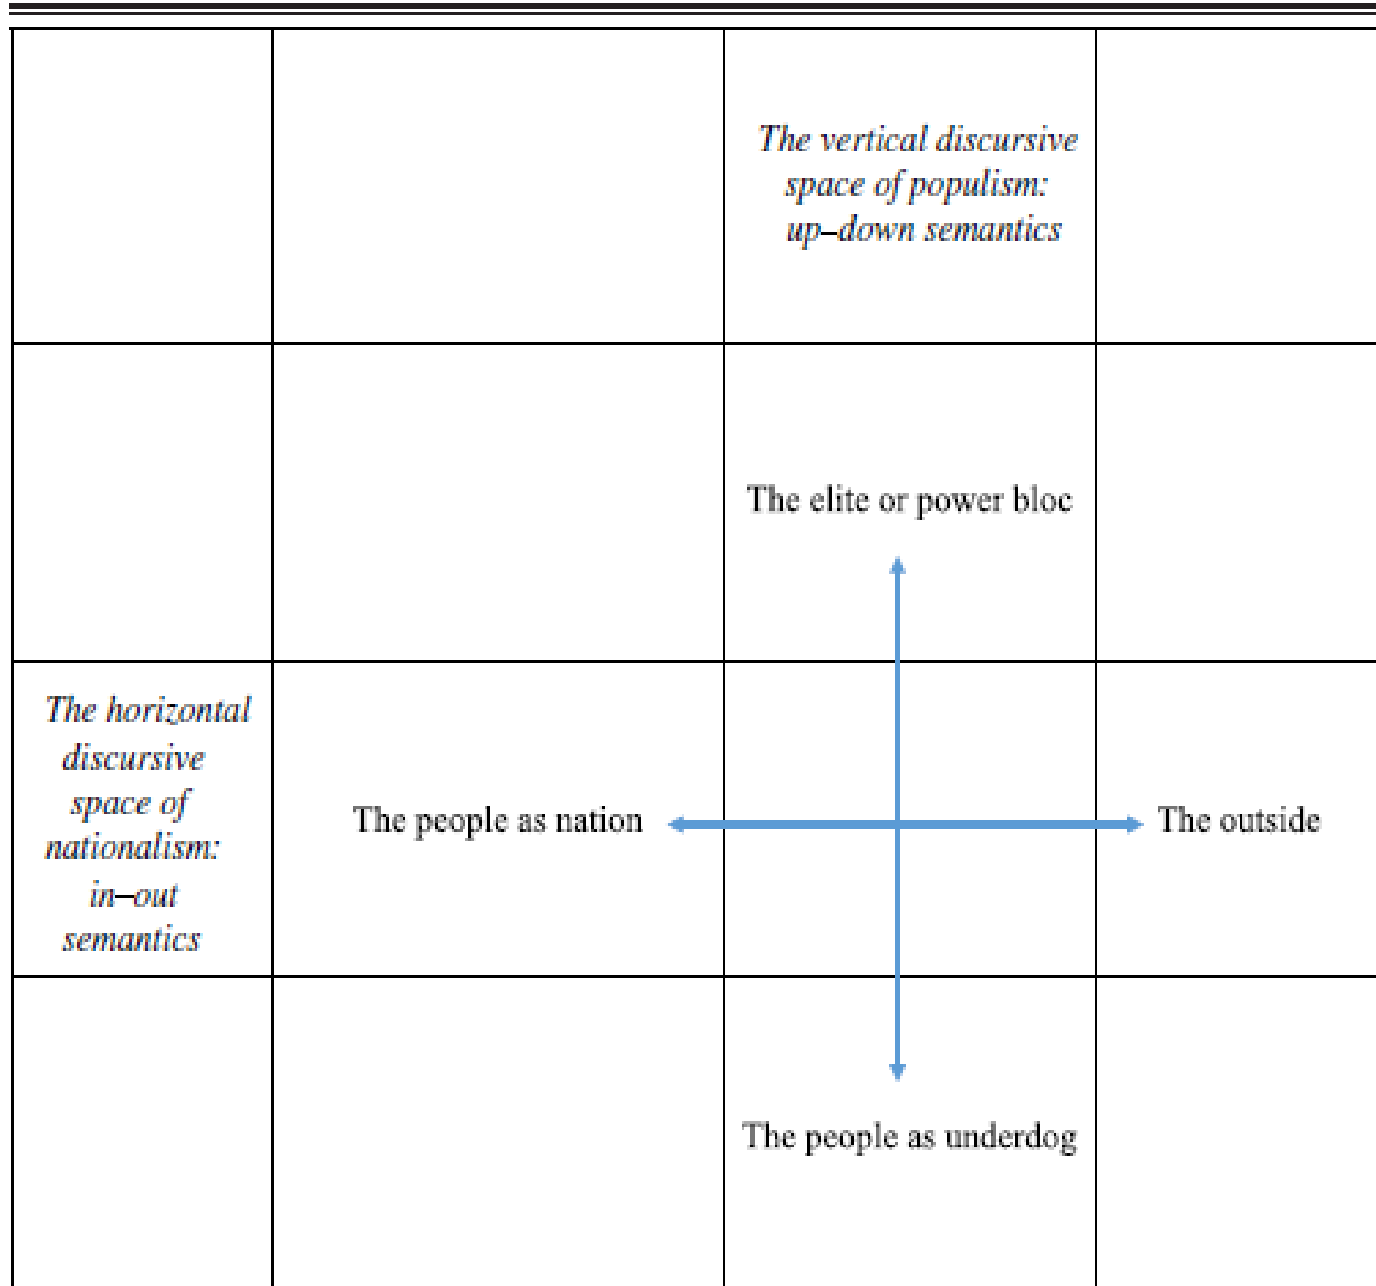 The vertical discursive
space of populism:
up–down semantics
The elite or power bloc
The horizontal
discursive
space of
nationalism:
in–out
semantics
The people as nation
The outside
The people as underdog